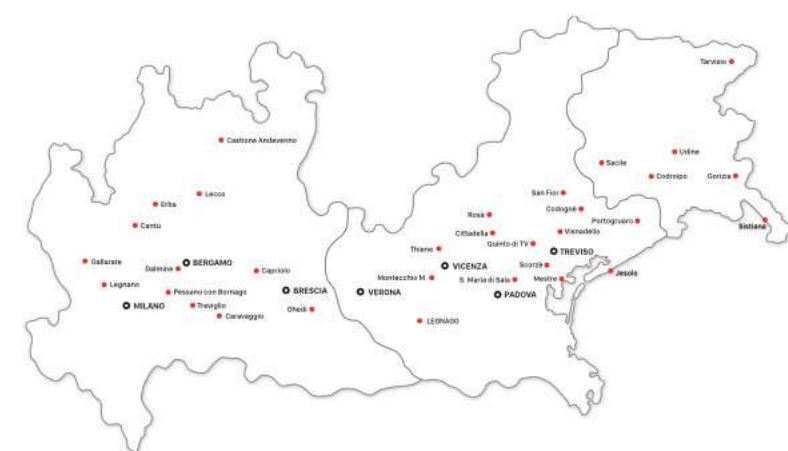 Tarvisio
Castione Andevenno
Udine
Sacile
Codroipo
Gorizia
Lecco
San Fior
Erba
Codognè
Rosà
Portogruaro
Sistiana
Cantu
Cittadella
Visnadello
Quinto di TV
Thiene
TREVISO
Gallarate
BERGAMO
Dalmine
Capriolo
VICENZA
Scorzè
Jesolo
Montecchio M.
S. Maria di Sala
Mestre
Legnano
Pessano con Bornago
BRESCIA
VERONA
PADOVA
MILANO
Treviglio
Ghedi
Caravaggio
LEGNAGO